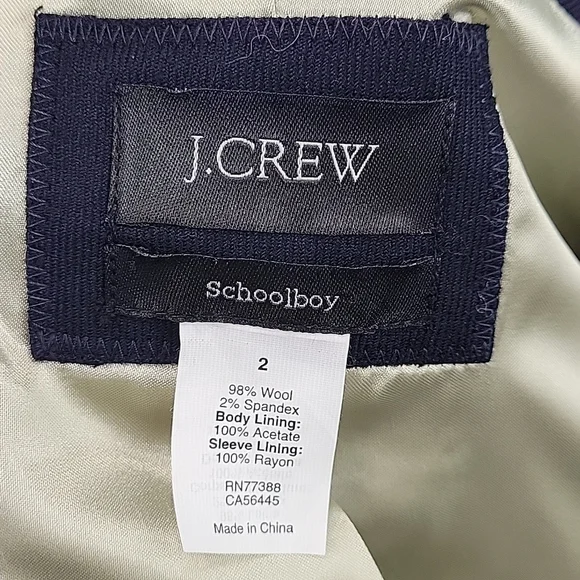 J.CREW
Schoolboy
2
98% Wool
2% Spandex
Body Lining:
100% Acetate
Sleeve Lining:
100% Rayon
RN77388
CA56445
Made in China